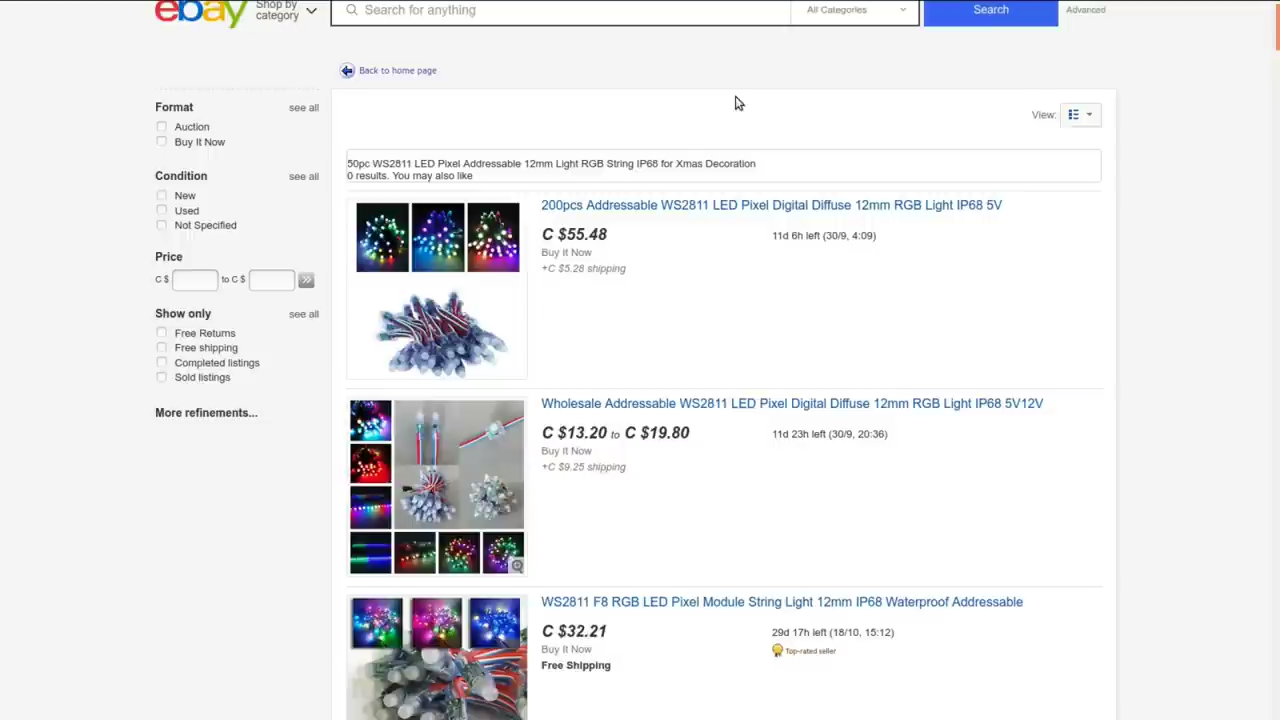 ebay
Shop by
category
Search for anything
All Categories
Search
Advanced
Back to home page
Format
see all
Auction
Buy It Now
Condition
see all
New
Used
Not Specified
Price
C $
to C $
Show only
see all
Free Returns
Free shipping
Completed listings
Sold listings
More refinements...
View:
50pc WS2811 LED Pixel Addressable 12mm Light RGB String IP68 for Xmas Decoration
0 results. You may also like
200pcs Addressable WS2811 LED Pixel Digital Diffuse 12mm RGB Light IP68 5V
C $55.48
11d 6h left (30/9, 4:09)
Buy It Now
+C $5.28 shipping
Wholesale Addressable WS2811 LED Pixel Digital Diffuse 12mm RGB Light IP68 5V12V
C $13.20 to C $19.80
11d 23h left (30/9, 20:36)
Buy It Now
+C $9.25 shipping
WS2811 F8 RGB LED Pixel Module String Light 12mm IP68 Waterproof Addressable
C $32.21
29d 17h left (18/10, 15:12)
Buy It Now
Top-rated seller
Free Shipping